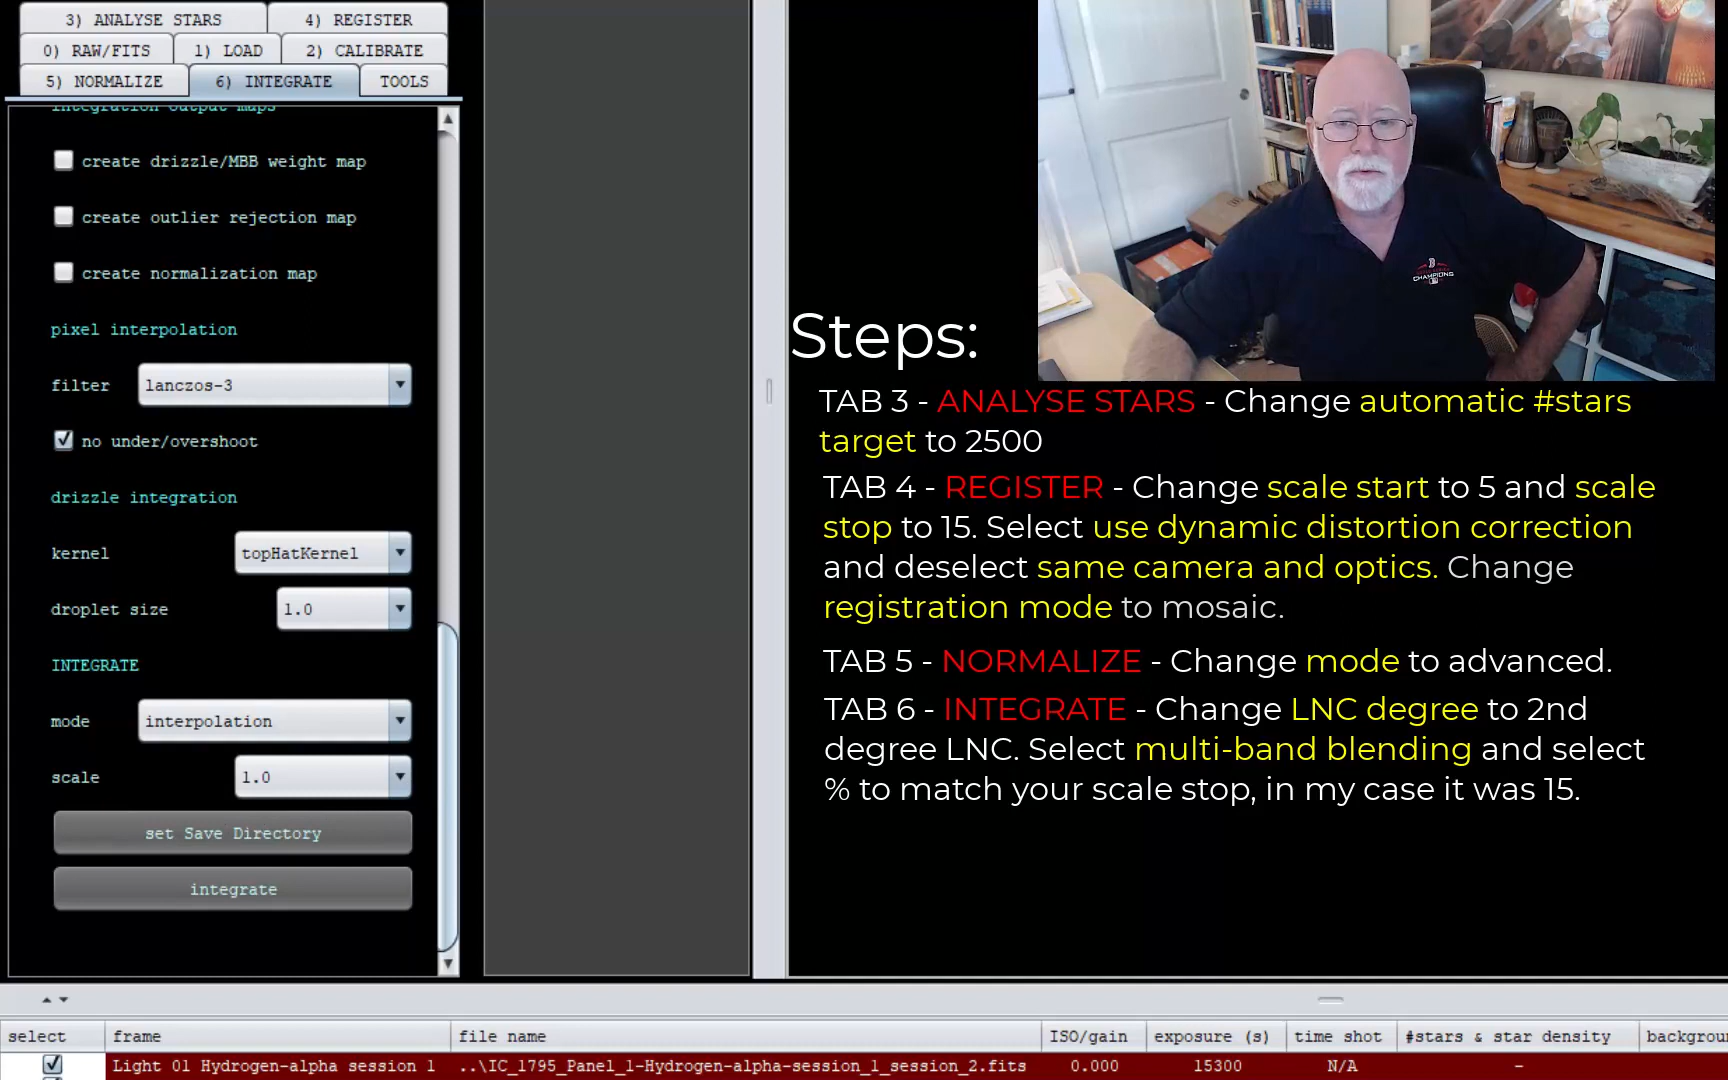 3) ANALYSE STARS
4) REGISTER
0) RAW/FITS
1) LOAD
2) CALIBRATE
5) NORMALIZE
6) INTEGRATE
TOOLS
integration output maps
create drizzle/MBB weight map
create outlier rejection map
create normalization map
pixel interpolation
filter lanczos-3
no under/overshoot
drizzle integration
kernel topHatKernel
droplet size 1.0
INTEGRATE
mode interpolation
scale 1.0
set Save Directory
integrate
B
CHAMPIONS
Steps:
TAB 3 - ANALYSE STARS - Change automatic #stars
target to 2500
TAB 4 - REGISTER - Change scale start to 5 and scale
stop to 15. Select use dynamic distortion correction
and deselect same camera and optics. Change
registration mode to mosaic.
TAB 5 - NORMALIZE - Change mode to advanced.
TAB 6 - INTEGRATE - Change LNC degree to 2nd
degree LNC. Select multi-band blending and select
% to match your scale stop, in my case it was 15.
select frame file name ISO/gain exposure (s) time shot #stars & star density backgrou
Light 01 Hydrogen-alpha session 1 ..\IC_1795_Panel_1-Hydrogen-alpha-session_1_session_2.fits 0.000 15300 N/A -